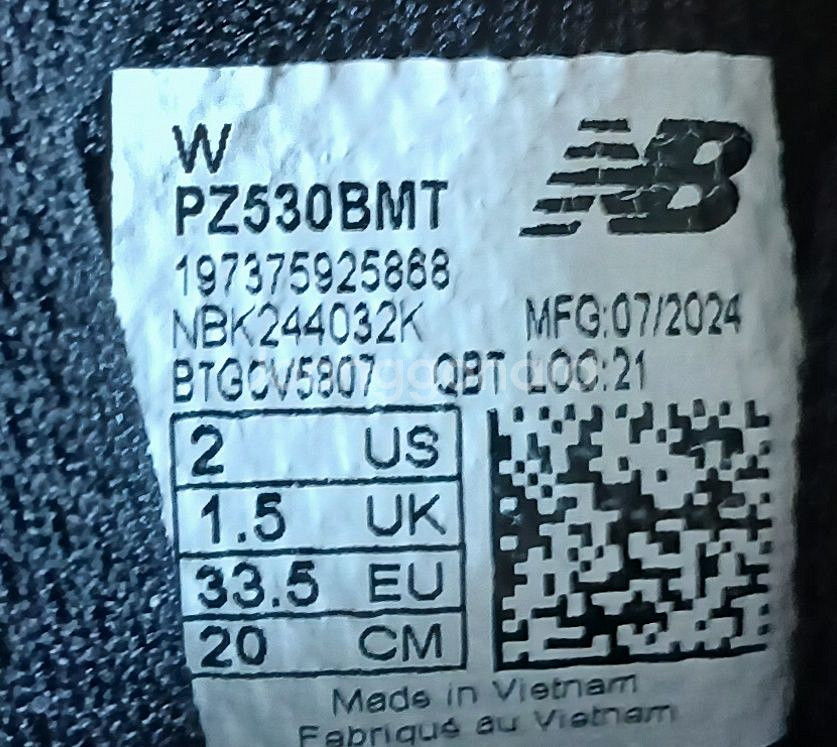 W
NB
PZ530BMT
197375925868
NBK244032K MFG:07/2024
BTGCV5807 QBT LOC:21
2 US
1.5 UK
33.5 EU
20 CM
Made in Vietnam
Fabriqué au Vietnam